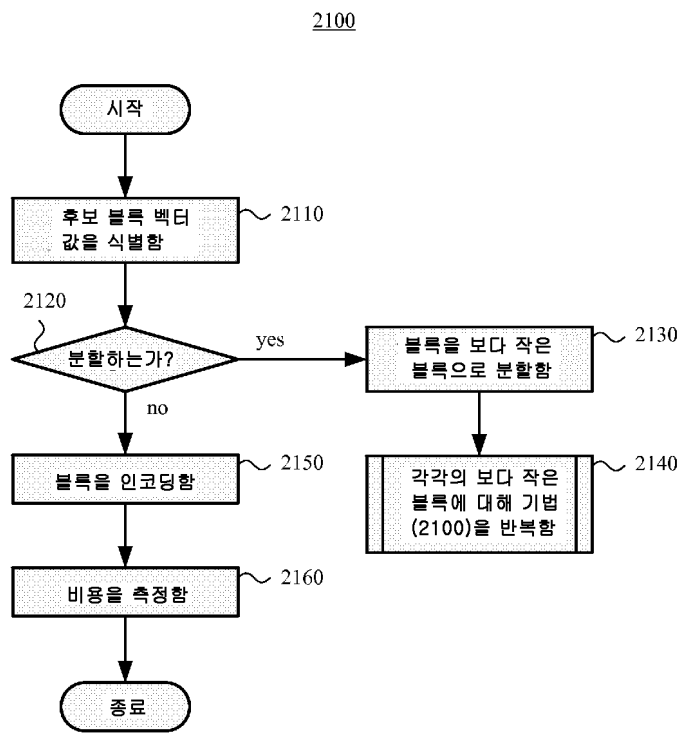 2100
시작
후보 블록 벡터
값을 식별함
2110
2120
분할하는가?
yes
no
블록을 보다 작은
블록으로 분할함
2130
각각의 보다 작은
블록에 대해 기법
(2100)을 반복함
2140
블록을 인코딩함
2150
비용을 측정함
2160
종료